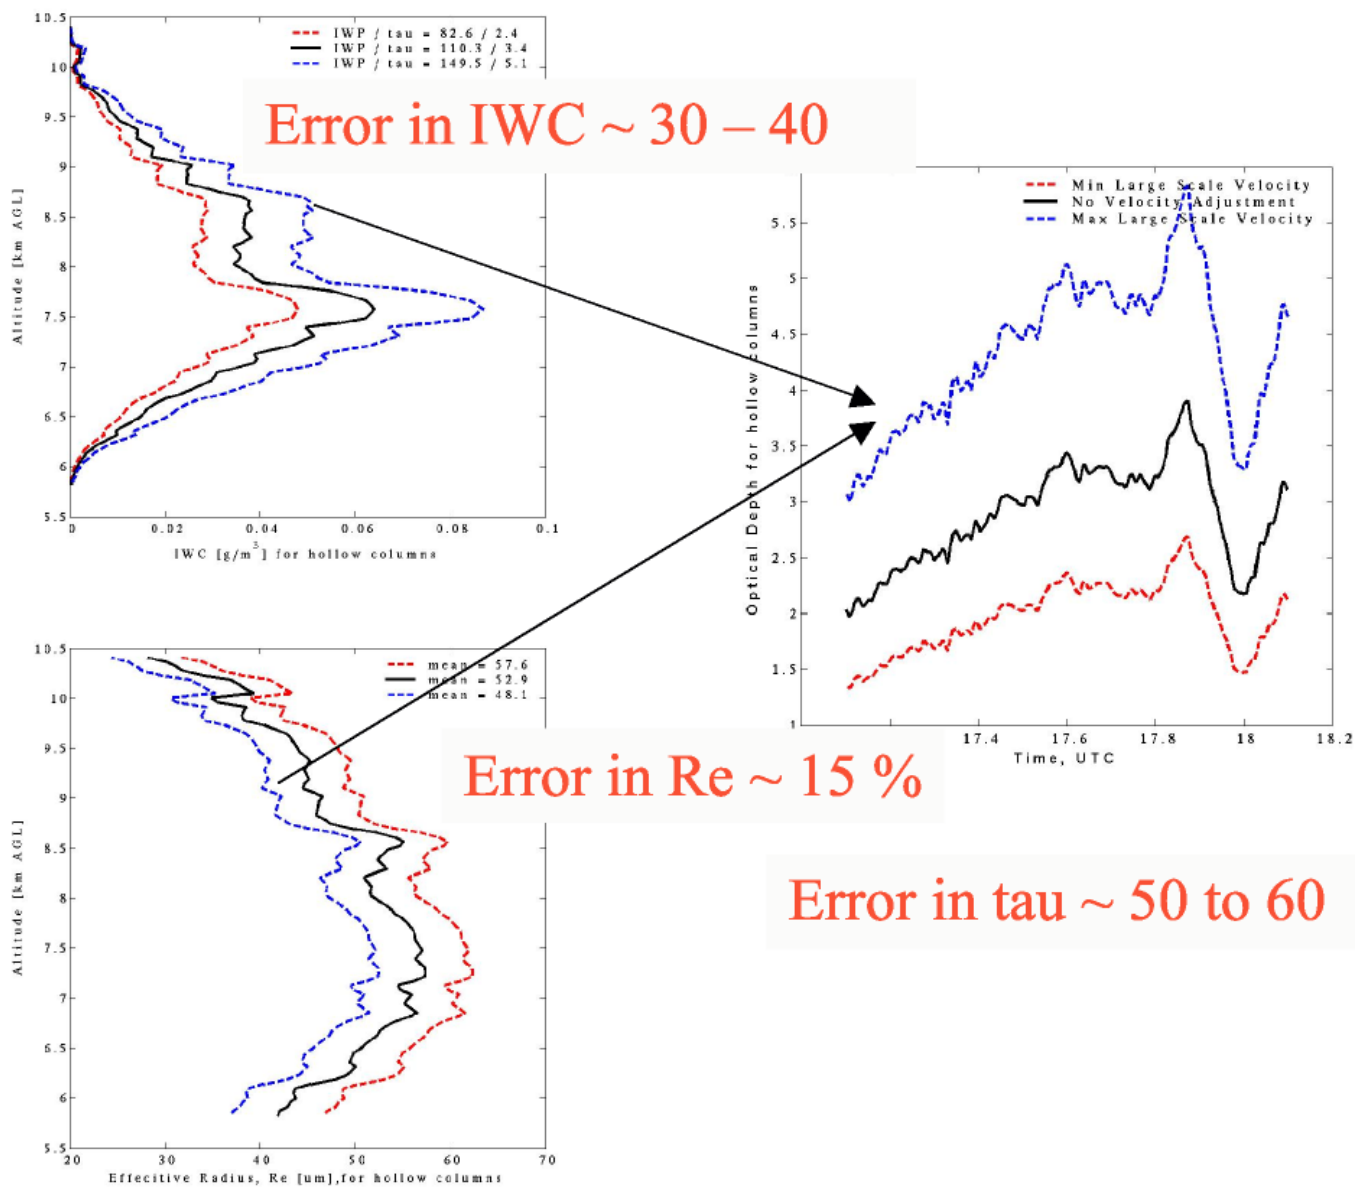 10.5
10
9.5
9
8.5
8
7.5
7
6.5
6
5.5
Altitude [km AGL]
IWP / tau = 82.6 / 2.4
IWP / tau = 110.3 / 3.4
IWP / tau = 149.5 / 5.1
0 0.02 0.04 0.06 0.08 0.1
IWC [g/m3] for hollow columns
Error in IWC ~ 30 – 40
Min Large Scale Velocity
No Velocity Adjustment
Max Large Scale Velocity
5.5
5
4.5
4
3.5
3
2.5
2
1.5
1
Optical Depth for hollow columns
17.4 17.6 17.8 18 18.2
Time, UTC
10.5
10
9.5
9
8.5
8
7.5
7
6.5
6
5.5
Altitude [km AGL]
mean = 57.6
mean = 52.9
mean = 48.1
20 30 40 50 60 70
Effecitive Radius, Re [um],for hollow columns
Error in Re ~ 15 %
Error in tau ~ 50 to 60